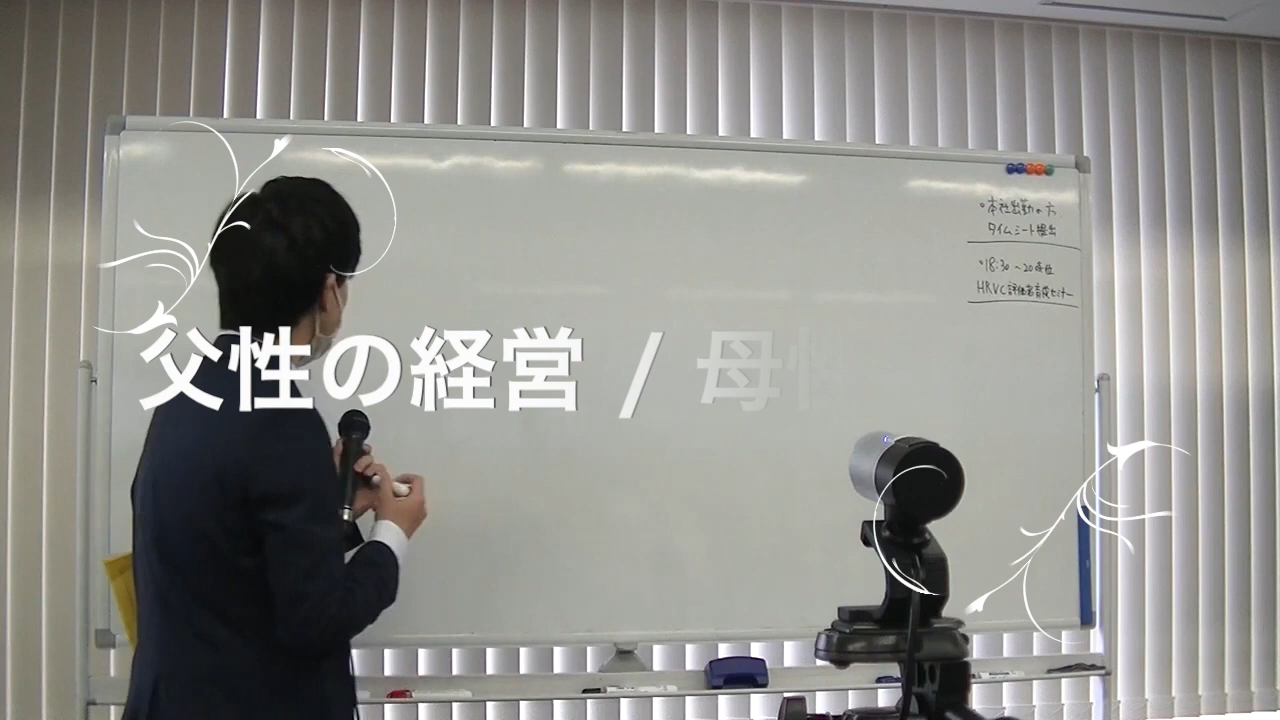 父性の経営 / 母性
・本社出勤の方
タイムシート提出
・18:30〜20時位
HRVC評価者育成セミナー